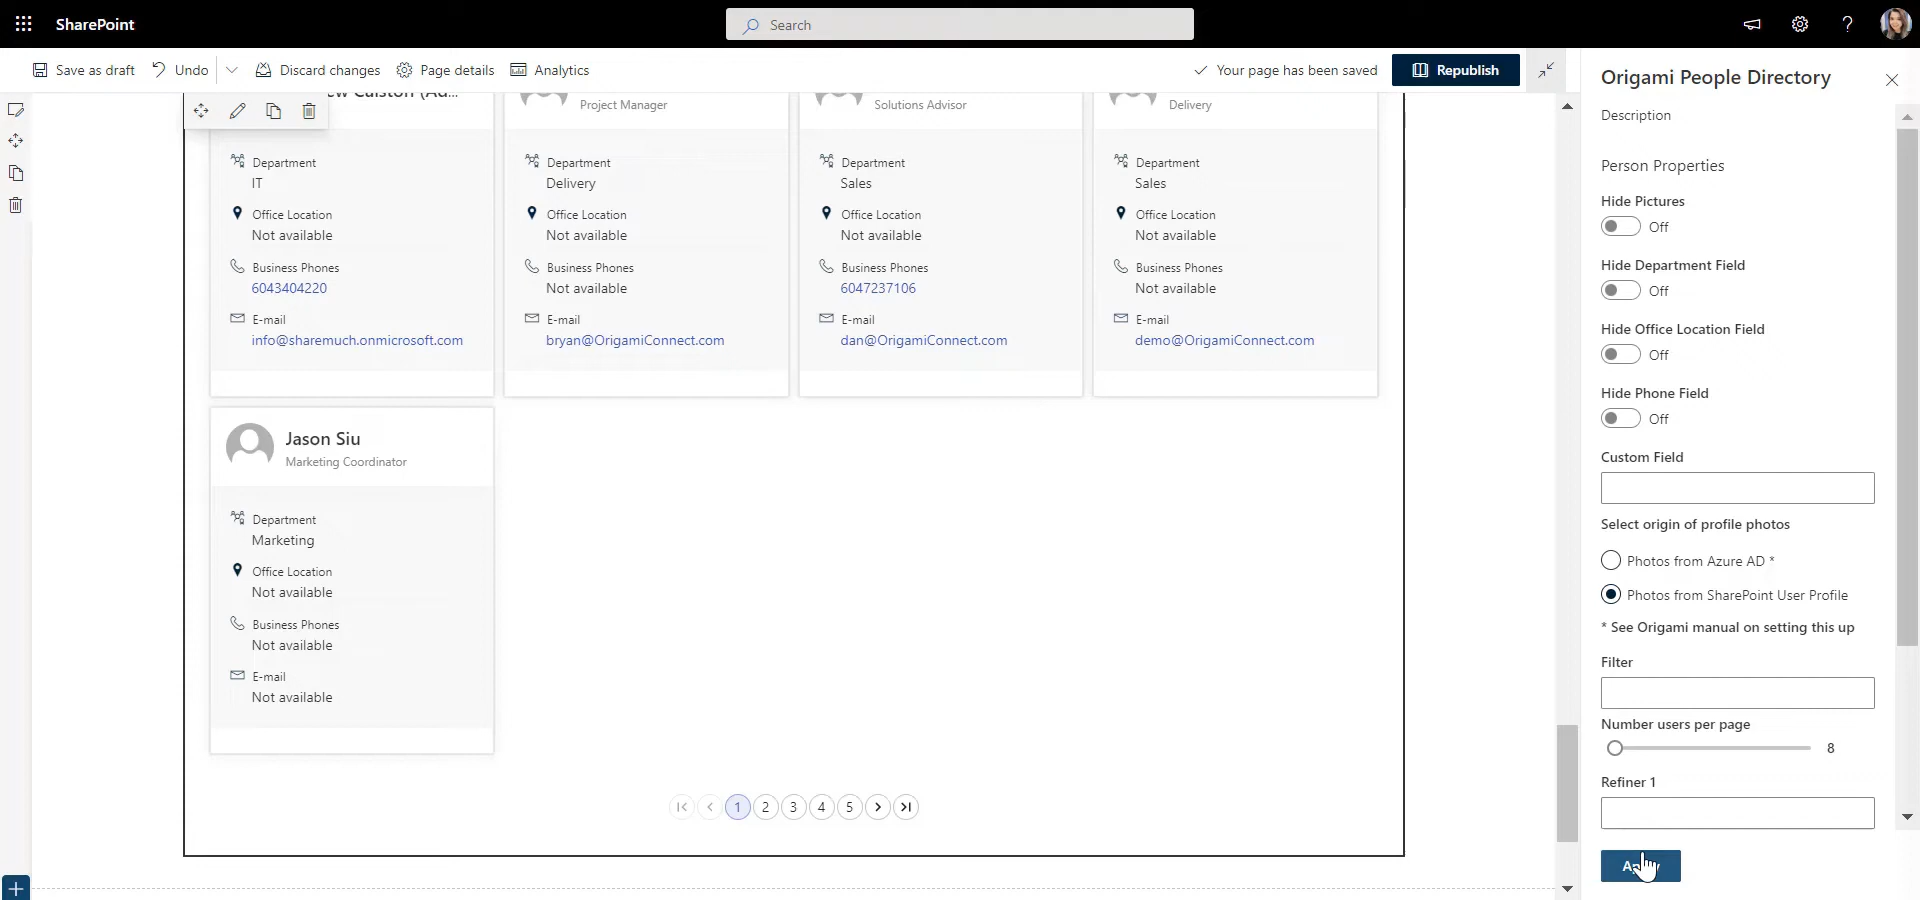 SharePoint
Search
Save as draft
Undo
Discard changes
Page details
Analytics
Your page has been saved
Republish
Project Manager
Solutions Advisor
Delivery
Department
IT
Office Location
Not available
Business Phones
6043404220
E-mail
info@sharemuch.onmicrosoft.com
Department
Delivery
Office Location
Not available
Business Phones
Not available
E-mail
bryan@OrigamiConnect.com
Department
Sales
Office Location
Not available
Business Phones
6047237106
E-mail
dan@OrigamiConnect.com
Department
Sales
Office Location
Not available
Business Phones
Not available
E-mail
demo@OrigamiConnect.com
Jason Siu
Marketing Coordinator
Department
Marketing
Office Location
Not available
Business Phones
Not available
E-mail
Not available
1 2 3 4 5
Origami People Directory
Description
Person Properties
Hide Pictures
Off
Hide Department Field
Off
Hide Office Location Field
Off
Hide Phone Field
Off
Custom Field
Select origin of profile photos
Photos from Azure AD *
Photos from SharePoint User Profile
* See Origami manual on setting this up
Filter
Number users per page
8
Refiner 1